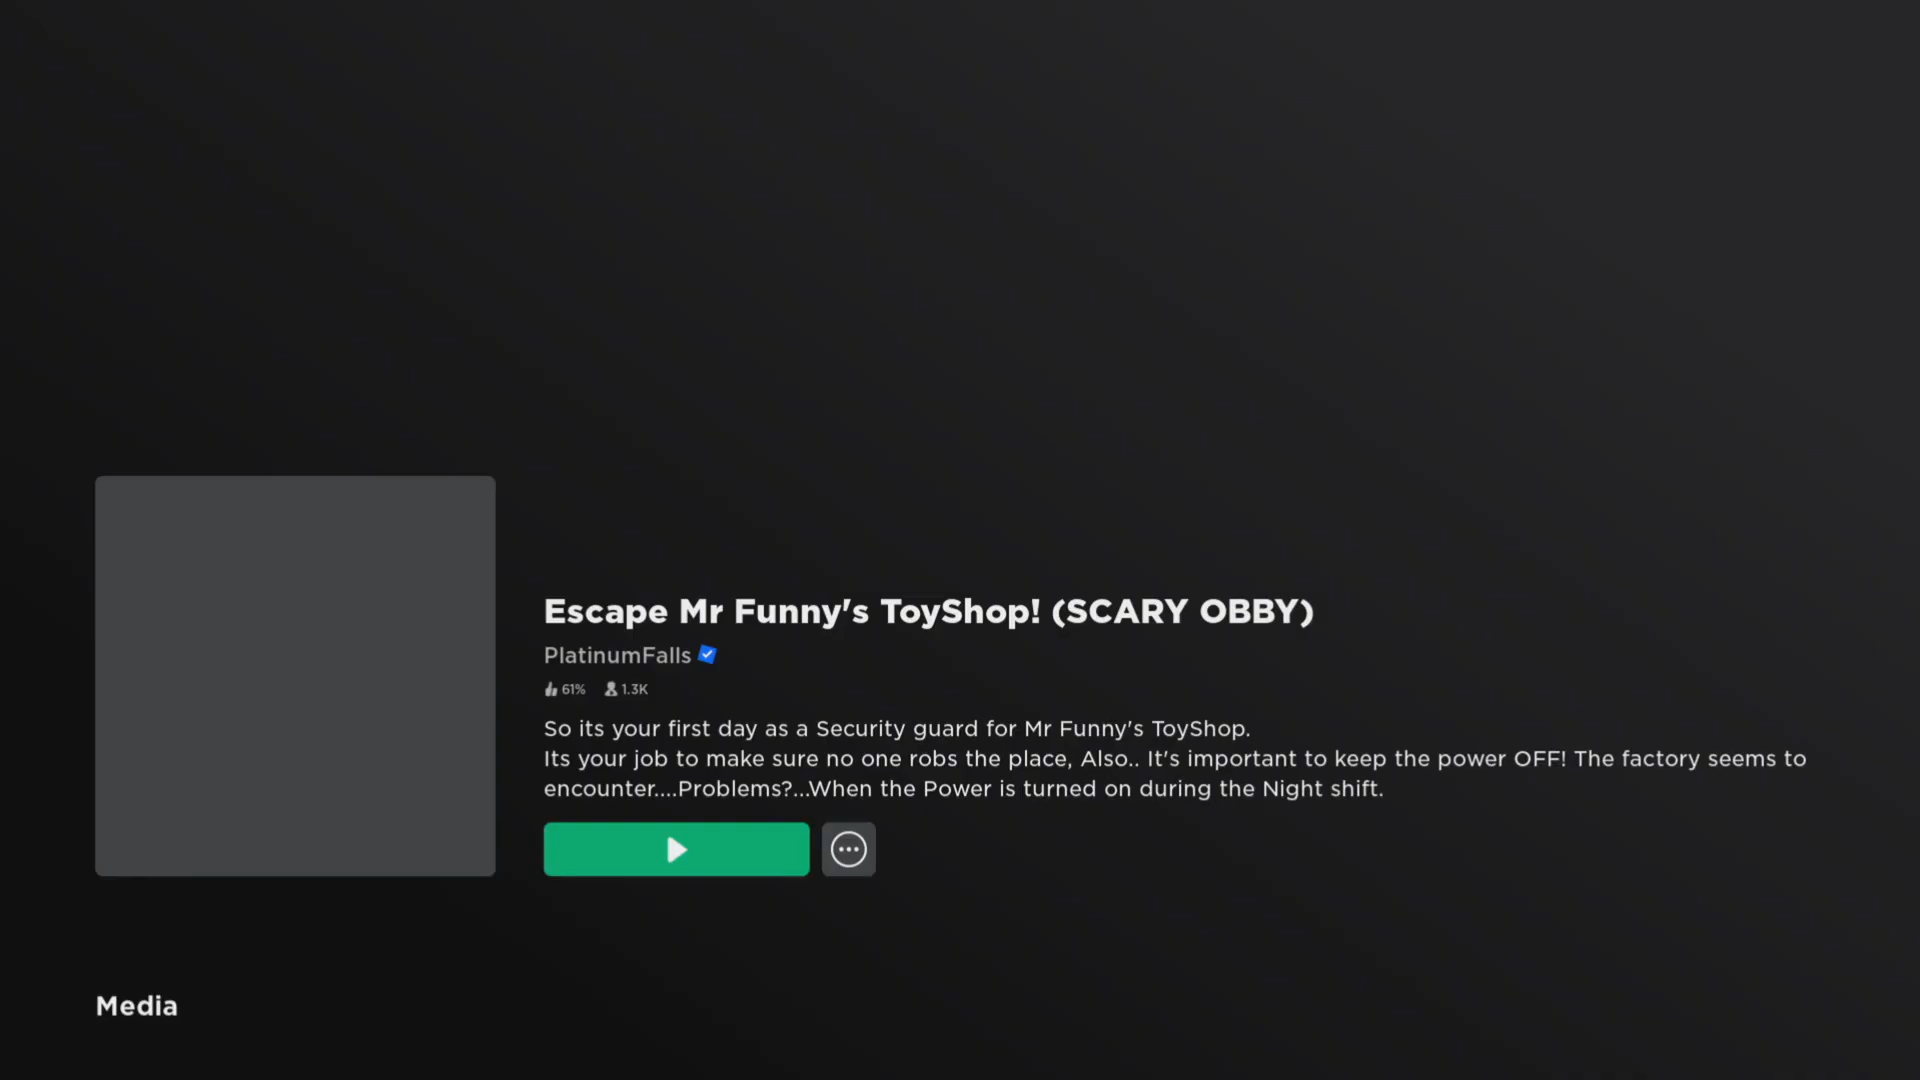 Escape Mr Funny's ToyShop! (SCARY OBBY)
PlatinumFalls
61% 1.3K
So its your first day as a Security guard for Mr Funny's ToyShop.
Its your job to make sure no one robs the place, Also.. It's important to keep the power OFF! The factory seems to
encounter....Problems?...When the Power is turned on during the Night shift.
Media